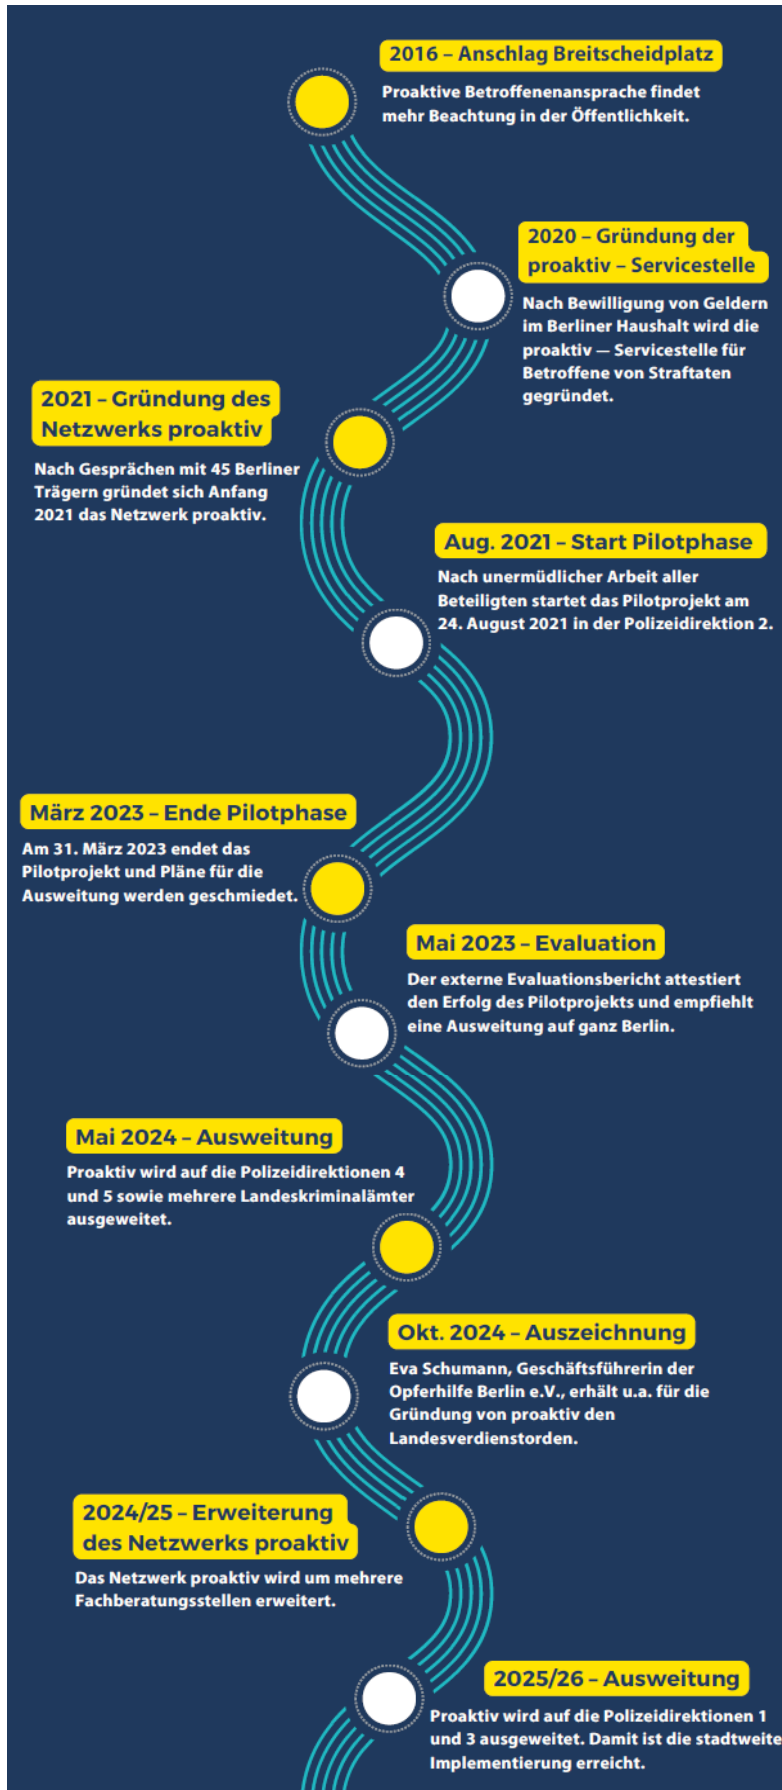 2016 – Anschlag Breitscheidplatz
Proaktive Betroffenenansprache findet
mehr Beachtung in der Öffentlichkeit.
2020 – Gründung der
proaktiv – Servicestelle
Nach Bewilligung von Geldern
im Berliner Haushalt wird die
proaktiv — Servicestelle für
Betroffene von Straftaten
gegründet.
2021 – Gründung des
Netzwerks proaktiv
Nach Gesprächen mit 45 Berliner
Trägern gründet sich Anfang
2021 das Netzwerk proaktiv.
Aug. 2021 – Start Pilotphase
Nach unermüdlicher Arbeit aller
Beteiligten startet das Pilotprojekt am
24. August 2021 in der Polizeidirektion 2.
März 2023 – Ende Pilotphase
Am 31. März 2023 endet das
Pilotprojekt und Pläne für die
Ausweitung werden geschmiedet.
Mai 2023 – Evaluation
Der externe Evaluationsbericht attestiert
den Erfolg des Pilotprojekts und empfiehlt
eine Ausweitung auf ganz Berlin.
Mai 2024 – Ausweitung
Proaktiv wird auf die Polizeidirektionen 4
und 5 sowie mehrere Landeskriminalämter
ausgeweitet.
Okt. 2024 – Auszeichnung
Eva Schumann, Geschäftsführerin der
Opferhilfe Berlin e.V., erhält u.a. für die
Gründung von proaktiv den
Landesverdienstorden.
2024/25 – Erweiterung
des Netzwerks proaktiv
Das Netzwerk proaktiv wird um mehrere
Fachberatungsstellen erweitert.
2025/26 – Ausweitung
Proaktiv wird auf die Polizeidirektionen 1
und 3 ausgeweitet. Damit ist die stadtweite
Implementierung erreicht.